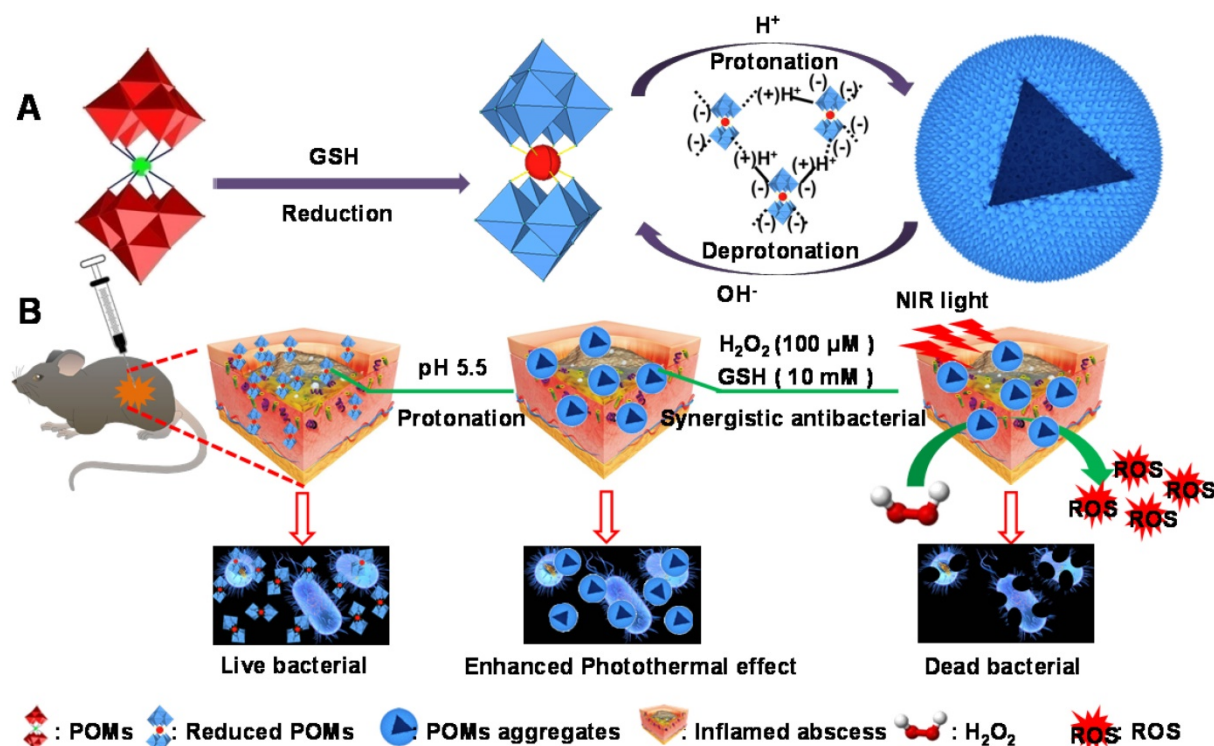 A
GSH
Reduction
H⁺
Protonation
(-) (+)H⁺ (-)
(-) (-)
(-) (-)
(+)H⁺ (+)H⁺
(-) (-)
(-) (-)
Deprotonation
OH⁻
B
pH 5.5
Protonation
H₂O₂ (100 µM )
GSH ( 10 mM )
Synergistic antibacterial
NIR light
ROS
ROS
ROS
ROS
Live bacterial
Enhanced Photothermal effect
Dead bacterial
: POMs
: Reduced POMs
: POMs aggregates
: Inflamed abscess
: H₂O₂
ROS
: ROS